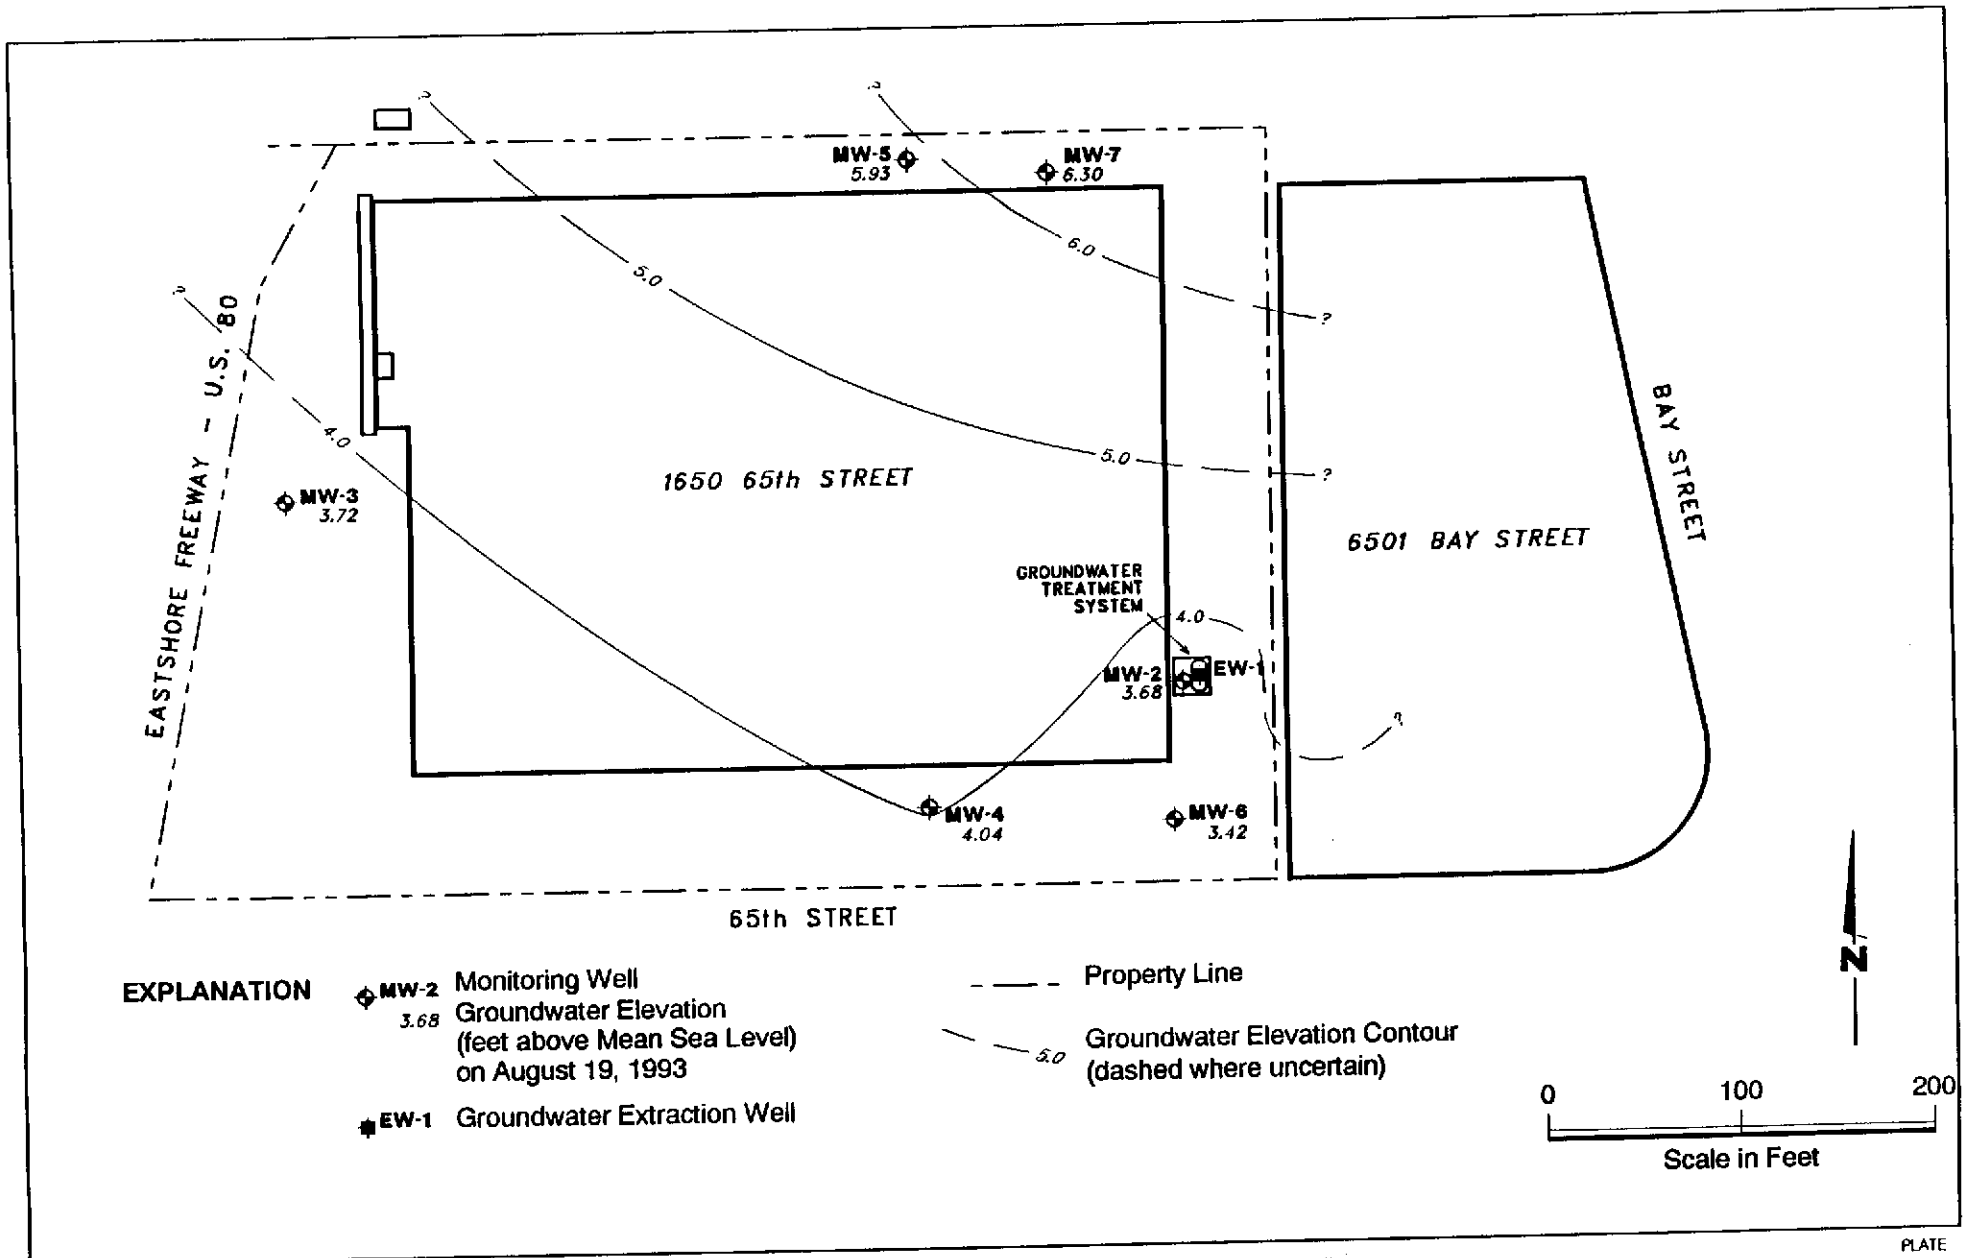 ?
?
MW-5
5.93
MW-7
6.30
6.0
5.0
?
?
EASTSHORE FREEWAY - U.S. 80
4.0
BAY STREET
5.0
?
1650 65th STREET
MW-3
3.72
6501 BAY STREET
GROUNDWATER
TREATMENT
SYSTEM
4.0
MW-2
3.68
EW-1
?
MW-4
4.04
MW-6
3.42
65th STREET
EXPLANATION
MW-2 Monitoring Well
3.68 Groundwater Elevation
(feet above Mean Sea Level)
on August 19, 1993
EW-1 Groundwater Extraction Well
Property Line
5.0 Groundwater Elevation Contour
(dashed where uncertain)
N
0 100 200
Scale in Feet
PLATE